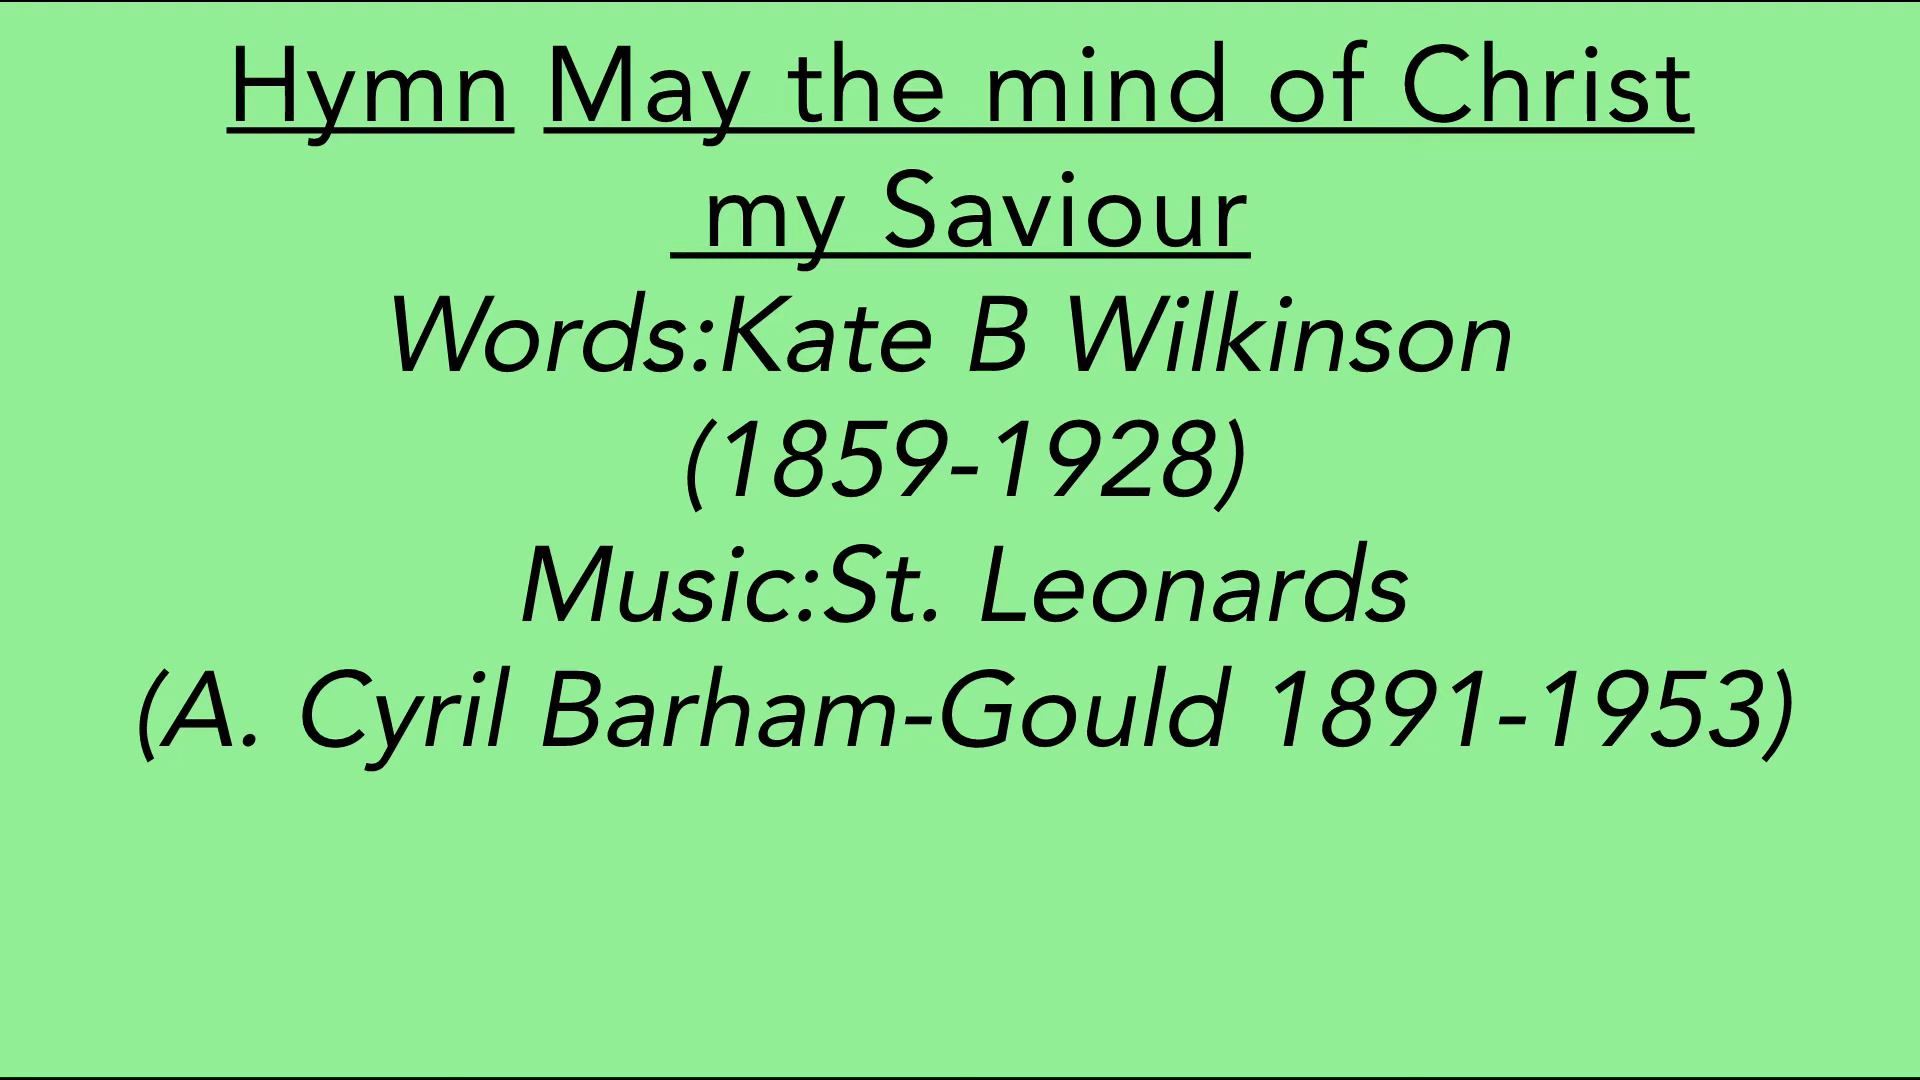 Hymn May the mind of Christ
my Saviour
Words:Kate B Wilkinson
(1859-1928)
Music:St. Leonards
(A. Cyril Barham-Gould 1891-1953)